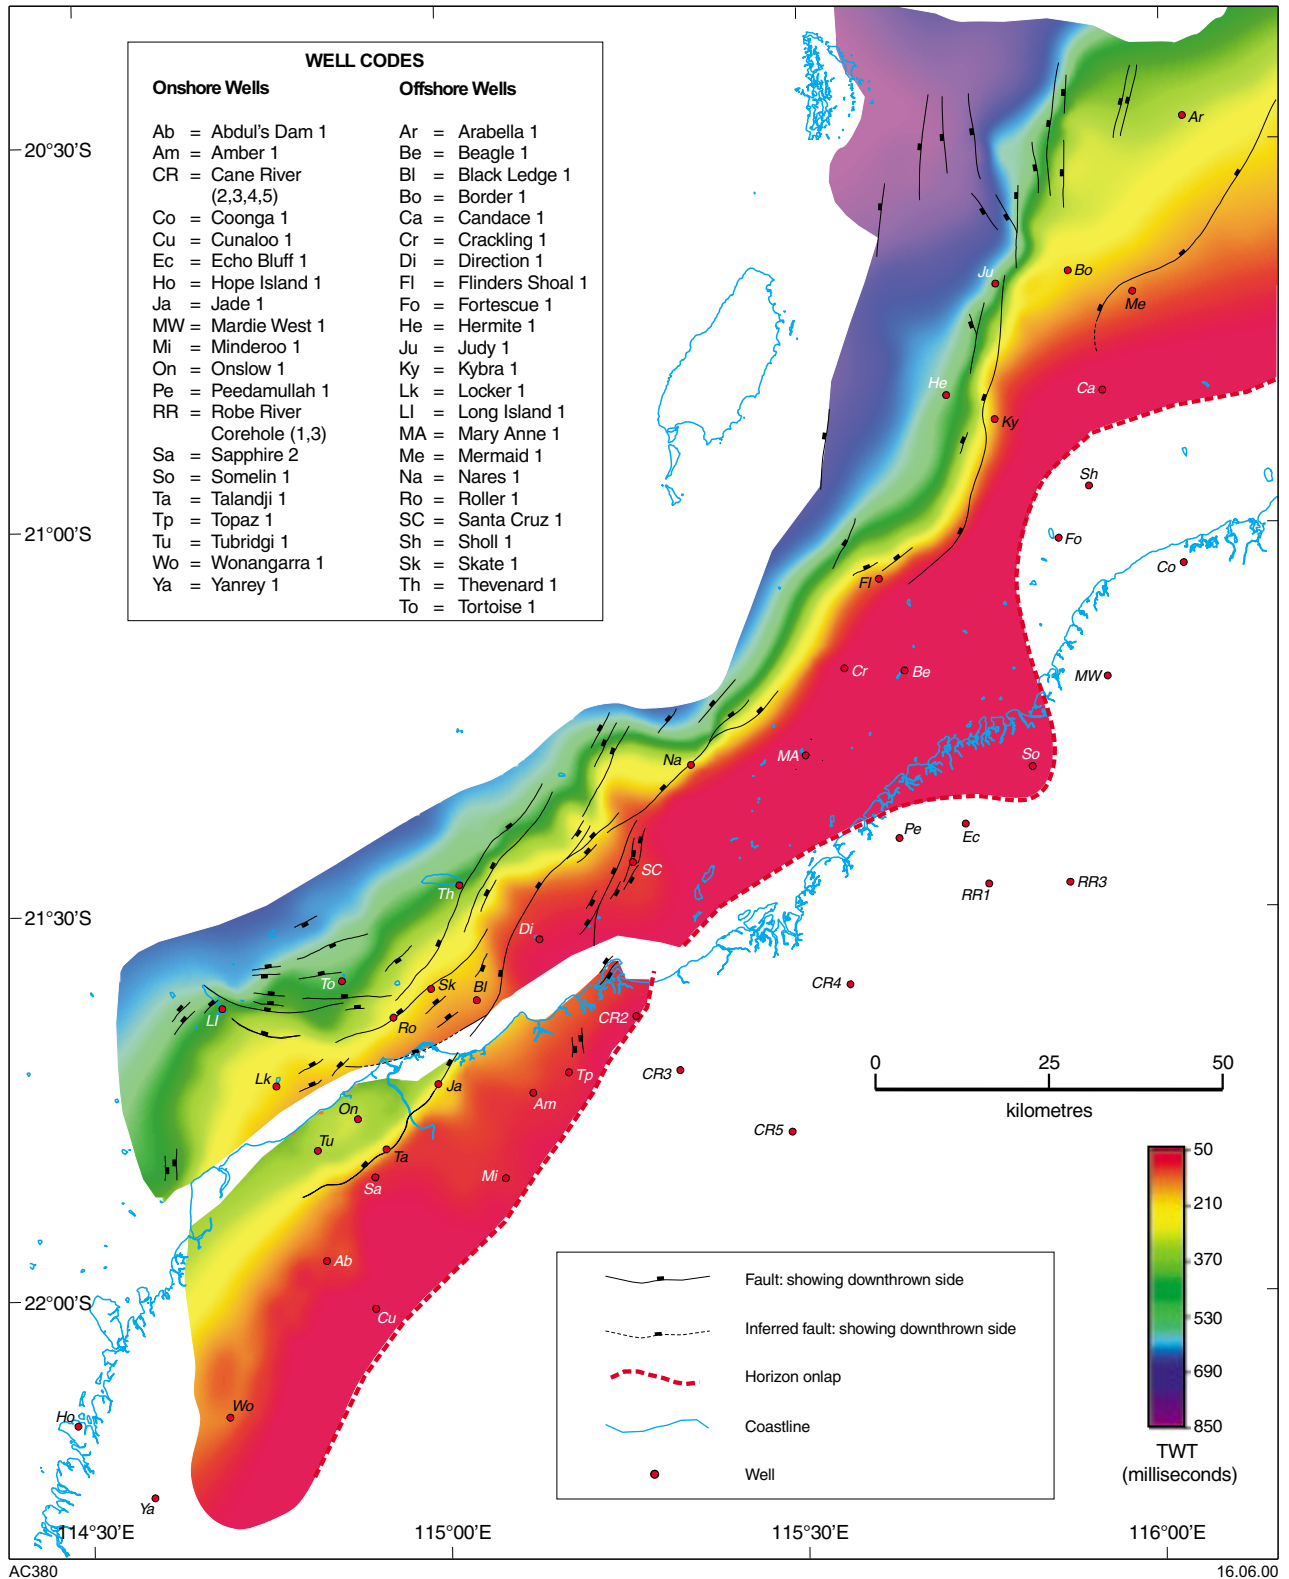 WELL CODES
Onshore Wells
Ab = Abdul's Dam 1
Am = Amber 1
CR = Cane River
(2,3,4,5)
Co = Coonga 1
Cu = Cunaloo 1
Ec = Echo Bluff 1
Ho = Hope Island 1
Ja = Jade 1
MW = Mardie West 1
Mi = Minderoo 1
On = Onslow 1
Pe = Peedamullah 1
RR = Robe River
Corehole (1,3)
Sa = Sapphire 2
So = Somelin 1
Ta = Talandji 1
Tp = Topaz 1
Tu = Tubridgi 1
Wo = Wonangarra 1
Ya = Yanrey 1
Offshore Wells
Ar = Arabella 1
Be = Beagle 1
Bl = Black Ledge 1
Bo = Border 1
Ca = Candace 1
Cr = Crackling 1
Di = Direction 1
Fl = Flinders Shoal 1
Fo = Fortescue 1
He = Hermite 1
Ju = Judy 1
Ky = Kybra 1
Lk = Locker 1
LI = Long Island 1
MA = Mary Anne 1
Me = Mermaid 1
Na = Nares 1
Ro = Roller 1
SC = Santa Cruz 1
Sh = Sholl 1
Sk = Skate 1
Th = Thevenard 1
To = Tortoise 1
20°30'S
21°00'S
21°30'S
22°00'S
Ar
Ju
Bo
Me
He
Ca
Ky
Sh
Fo
Co
Fl
Cr
Be
MW
Na
MA
So
Pe
Ec
SC
Th
RR1
RR3
Di
To
Sk
Bl
CR4
LI
Ro
CR2
Lk
Ja
Tp
CR3
Am
On
Tu
Ta
CR5
Sa
Mi
Ab
Cu
Wo
Ho
Ya
0 25 50
kilometres
50
210
370
530
690
850
TWT
(milliseconds)
Fault: showing downthrown side
Inferred fault: showing downthrown side
Horizon onlap
Coastline
Well
114°30'E
115°00'E
115°30'E
116°00'E
AC380
16.06.00